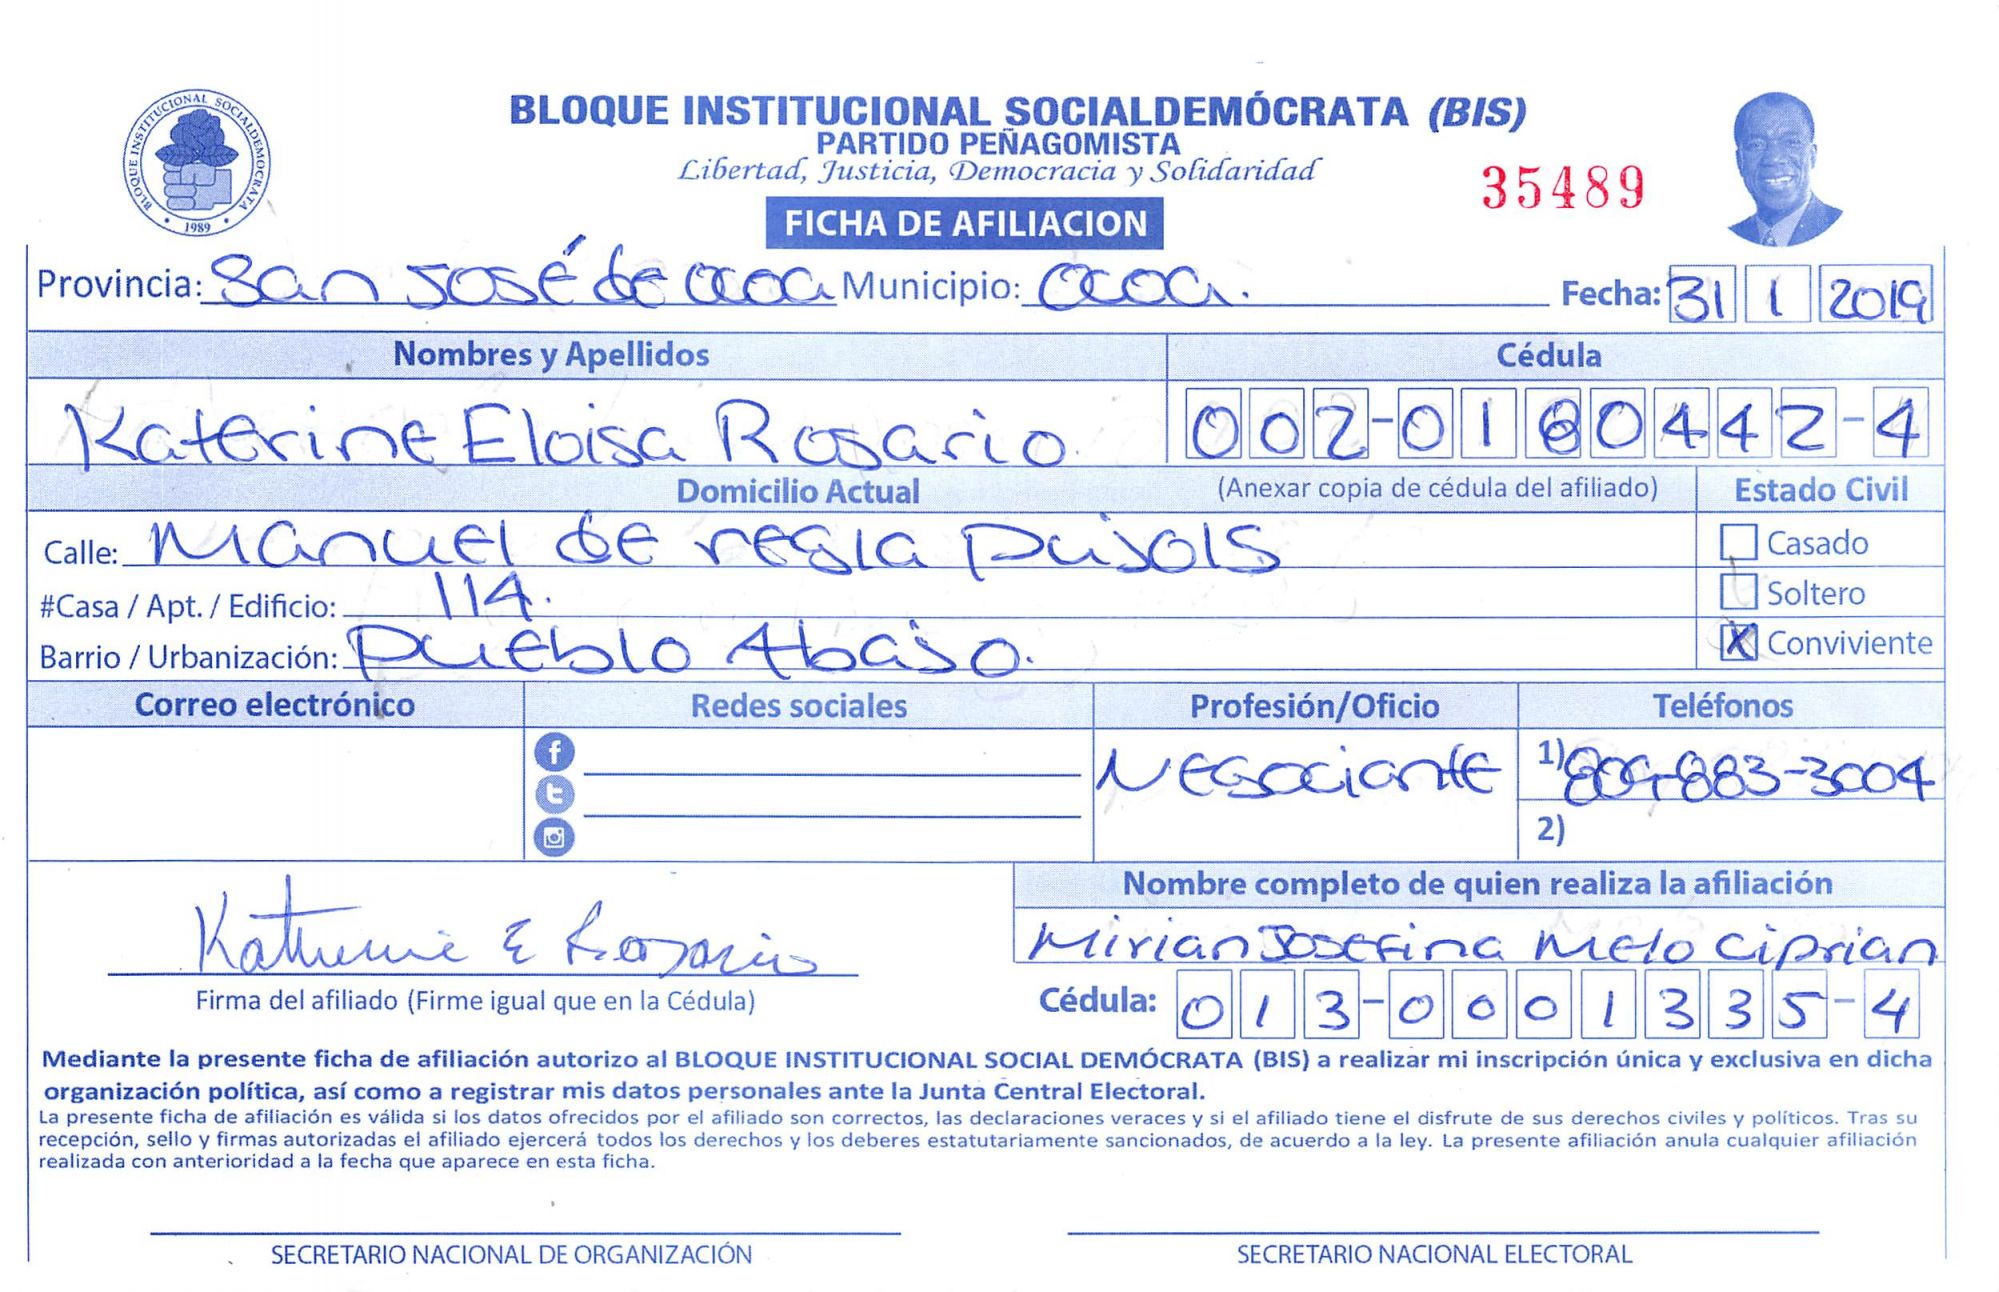 BLOQUE INSTITUCIONAL SOCIALDEMÓCRATA
1989
BLOQUE INSTITUCIONAL SOCIALDEMÓCRATA (BIS)
PARTIDO PEÑAGOMISTA
Libertad, Justicia, Democracia y Solidaridad
35489
FICHA DE AFILIACION
Provincia: San José de ocoa Municipio: ocoa. Fecha: 31 1 2019
Nombres y Apellidos Cédula
Katerine Eloisa Rosario 002-0180442-4
Domicilio Actual (Anexar copia de cédula del afiliado) Estado Civil
Calle: Manuel de regla pujols Casado
#Casa / Apt. / Edificio: 114. Soltero
Barrio / Urbanización: Pueblo Abajo. X Conviviente
Correo electrónico Redes sociales Profesión/Oficio Teléfonos
Negociante 1) 809-883-3004
2)
Nombre completo de quien realiza la afiliación
Katherine E Rosario Mirian Josefina Melo Ciprian
Firma del afiliado (Firme igual que en la Cédula) Cédula: 013-0001335-4
Mediante la presente ficha de afiliación autorizo al BLOQUE INSTITUCIONAL SOCIAL DEMÓCRATA (BIS) a realizar mi inscripción única y exclusiva en dicha
organización política, así como a registrar mis datos personales ante la Junta Central Electoral.
La presente ficha de afiliación es válida si los datos ofrecidos por el afiliado son correctos, las declaraciones veraces y si el afiliado tiene el disfrute de sus derechos civiles y políticos. Tras su
recepción, sello y firmas autorizadas el afiliado ejercerá todos los derechos y los deberes estatutariamente sancionados, de acuerdo a la ley. La presente afiliación anula cualquier afiliación
realizada con anterioridad a la fecha que aparece en esta ficha.
SECRETARIO NACIONAL DE ORGANIZACIÓN SECRETARIO NACIONAL ELECTORAL